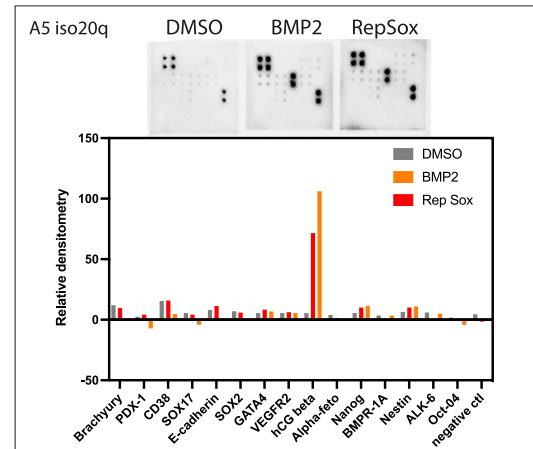 A5 iso20q
DMSO
BMP2
RepSox
150
100
50
0
-50
Relative densitometry
DMSO
BMP2
Rep Sox
Brachyury
PDX-1
CD38
SOX17
E-cadherin
SOX2
GATA4
VEGFR2
hCG beta
Alpha-feto
Nanog
BMPR-1A
Nestin
ALK-6
Oct-04
negative ctl